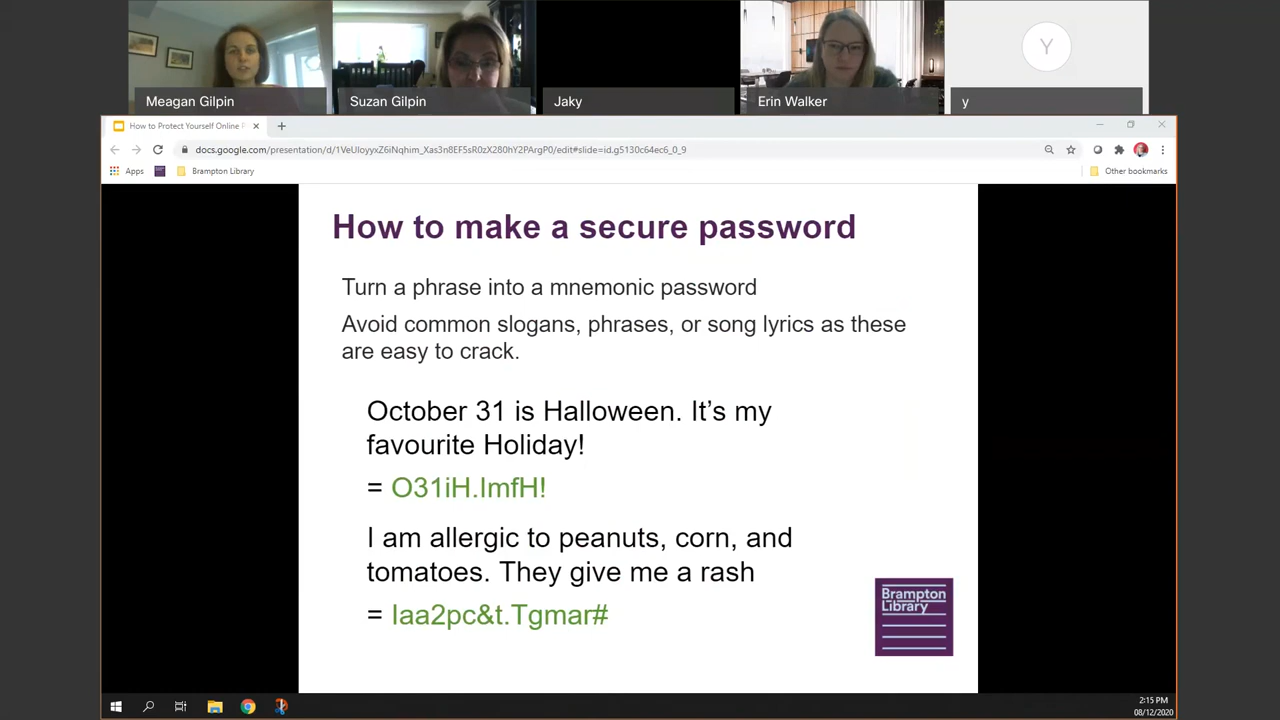 Meagan Gilpin
Suzan Gilpin
Jaky
Erin Walker
Y
y
How to Protect Yourself Online
docs.google.com/presentation/d/1VeUloyyxZ6iNqhim_Xas3n8EF5sR0zX280hY2PArgP0/edit#slide=id.g5130c64ec6_0_9
Apps
Brampton Library
Other bookmarks
How to make a secure password
Turn a phrase into a mnemonic password
Avoid common slogans, phrases, or song lyrics as these
are easy to crack.
October 31 is Halloween. It’s my
favourite Holiday!
= O31iH.ImfH!
I am allergic to peanuts, corn, and
tomatoes. They give me a rash
= Iaa2pc&t.Tgmar#
Brampton
Library
2:15 PM
08/12/2020